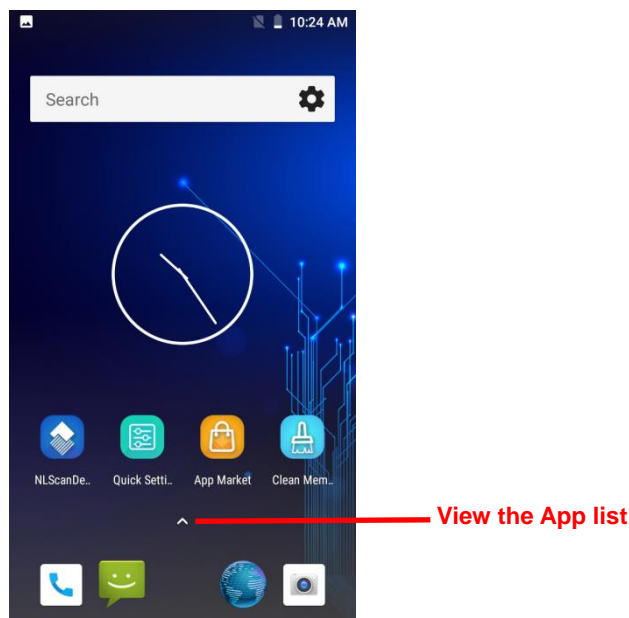 10:24 AM
Search
NLScanDe.. Quick Setti.. App Market Clean Mem..
View the App list